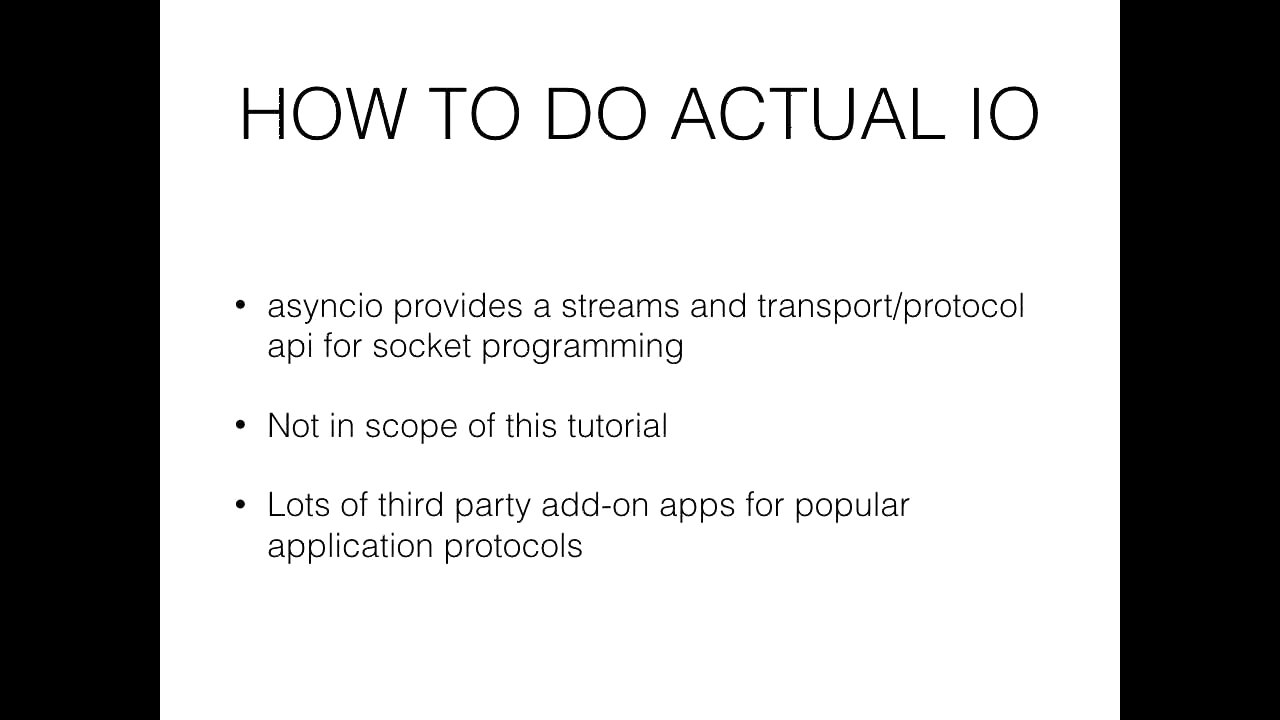 HOW TO DO ACTUAL IO
• asyncio provides a streams and transport/protocol
api for socket programming
• Not in scope of this tutorial
• Lots of third party add-on apps for popular
application protocols